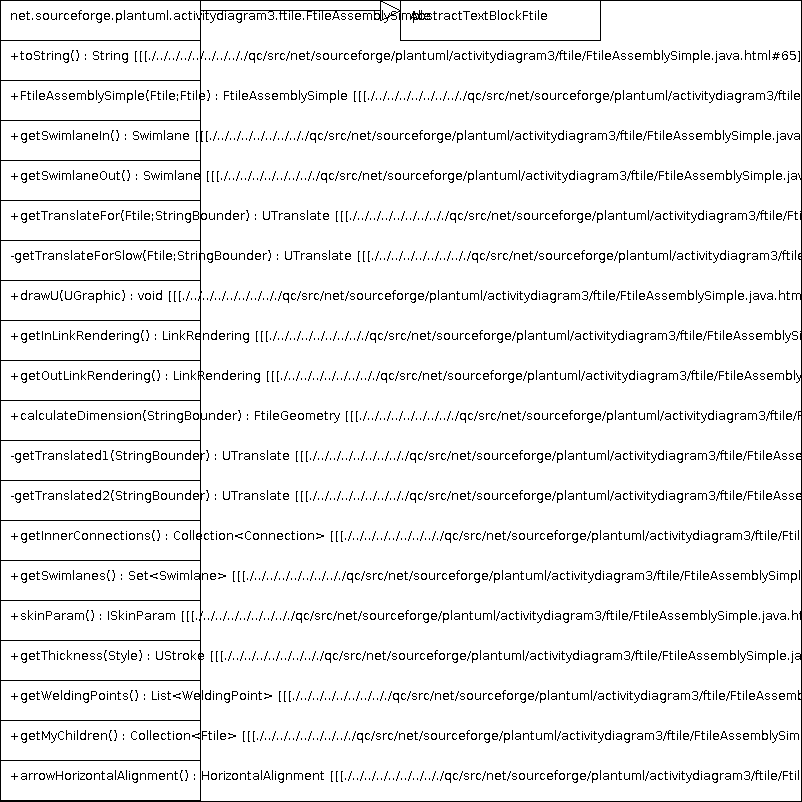 net.sourceforge.plantuml.activitydiagram3.ftile.FtileAssemblySimple
AbstractTextBlockFtile
+toString() : String [[[./../../../../../../../qc/src/net/sourceforge/plantuml/activitydiagram3/ftile/FtileAssemblySimple.java.html#65]
+FtileAssemblySimple(Ftile;Ftile) : FtileAssemblySimple [[[./../../../../../../../qc/src/net/sourceforge/plantuml/activitydiagram3/ftile
+getSwimlaneIn() : Swimlane [[[./../../../../../../../qc/src/net/sourceforge/plantuml/activitydiagram3/ftile/FtileAssemblySimple.java
+getSwimlaneOut() : Swimlane [[[./../../../../../../../qc/src/net/sourceforge/plantuml/activitydiagram3/ftile/FtileAssemblySimple.jav
+getTranslateFor(Ftile;StringBounder) : UTranslate [[[./../../../../../../../qc/src/net/sourceforge/plantuml/activitydiagram3/ftile/Fti
-getTranslateForSlow(Ftile;StringBounder) : UTranslate [[[./../../../../../../../qc/src/net/sourceforge/plantuml/activitydiagram3/ftile
+drawU(UGraphic) : void [[[./../../../../../../../qc/src/net/sourceforge/plantuml/activitydiagram3/ftile/FtileAssemblySimple.java.htm
+getInLinkRendering() : LinkRendering [[[./../../../../../../../qc/src/net/sourceforge/plantuml/activitydiagram3/ftile/FtileAssemblyS
+getOutLinkRendering() : LinkRendering [[[./../../../../../../../qc/src/net/sourceforge/plantuml/activitydiagram3/ftile/FtileAssembly
+calculateDimension(StringBounder) : FtileGeometry [[[./../../../../../../../qc/src/net/sourceforge/plantuml/activitydiagram3/ftile/F
-getTranslated1(StringBounder) : UTranslate [[[./../../../../../../../qc/src/net/sourceforge/plantuml/activitydiagram3/ftile/FtileAsse
-getTranslated2(StringBounder) : UTranslate [[[./../../../../../../../qc/src/net/sourceforge/plantuml/activitydiagram3/ftile/FtileAsse
+getInnerConnections() : Collection<Connection> [[[./../../../../../../../qc/src/net/sourceforge/plantuml/activitydiagram3/ftile/Ftil
+getSwimlanes() : Set<Swimlane> [[[./../../../../../../../qc/src/net/sourceforge/plantuml/activitydiagram3/ftile/FtileAssemblySimpl
+skinParam() : ISkinParam [[[./../../../../../../../qc/src/net/sourceforge/plantuml/activitydiagram3/ftile/FtileAssemblySimple.java.ht
+getThickness(Style) : UStroke [[[./../../../../../../../qc/src/net/sourceforge/plantuml/activitydiagram3/ftile/FtileAssemblySimple.ja
+getWeldingPoints() : List<WeldingPoint> [[[./../../../../../../../qc/src/net/sourceforge/plantuml/activitydiagram3/ftile/FtileAssemb
+getMyChildren() : Collection<Ftile> [[[./../../../../../../../qc/src/net/sourceforge/plantuml/activitydiagram3/ftile/FtileAssemblySim
+arrowHorizontalAlignment() : HorizontalAlignment [[[./../../../../../../../qc/src/net/sourceforge/plantuml/activitydiagram3/ftile/Fti